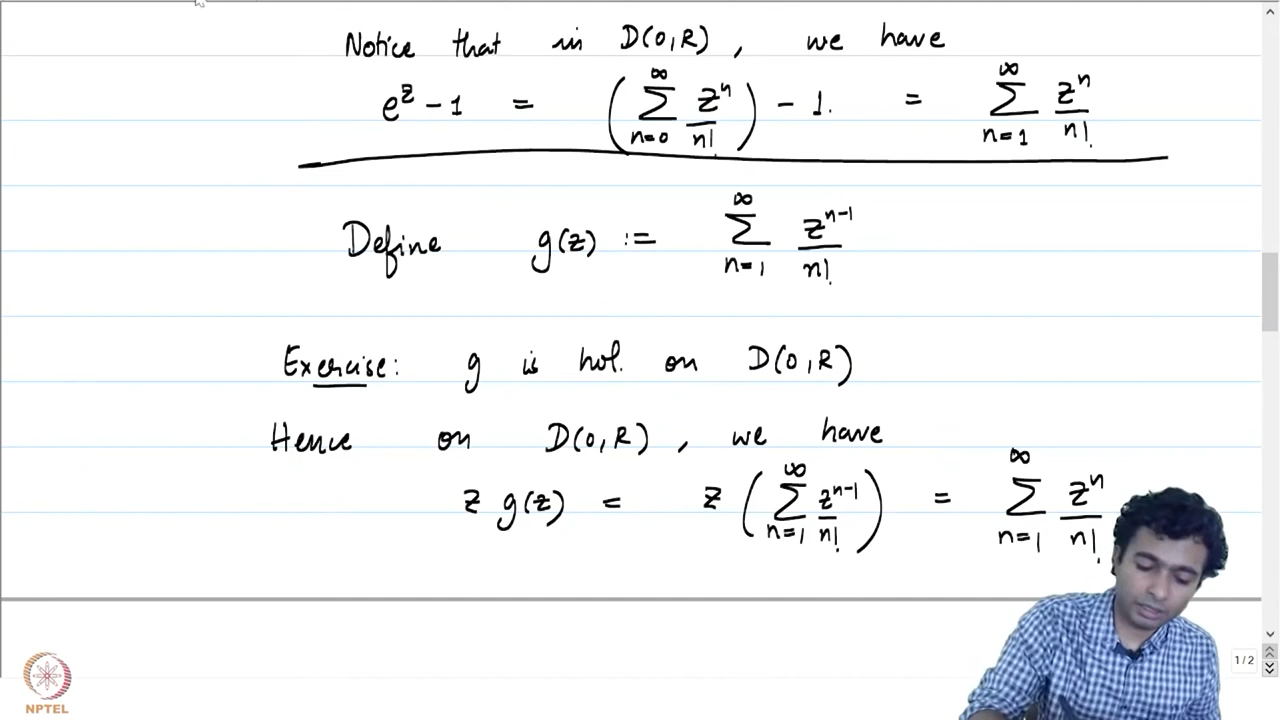 Notice that in D(0,R), we have
e^z - 1 = (∑_{n=0}^∞ z^n/n!) - 1. = ∑_{n=1}^∞ z^n/n!
Define g(z) := ∑_{n=1}^∞ z^{n-1}/n!
Exercise: g is hol. on D(0,R)
Hence on D(0,R), we have
z g(z) = z (∑_{n=1}^∞ z^{n-1}/n!) = ∑_{n=1}^∞ z^n/n!
1/2
NPTEL